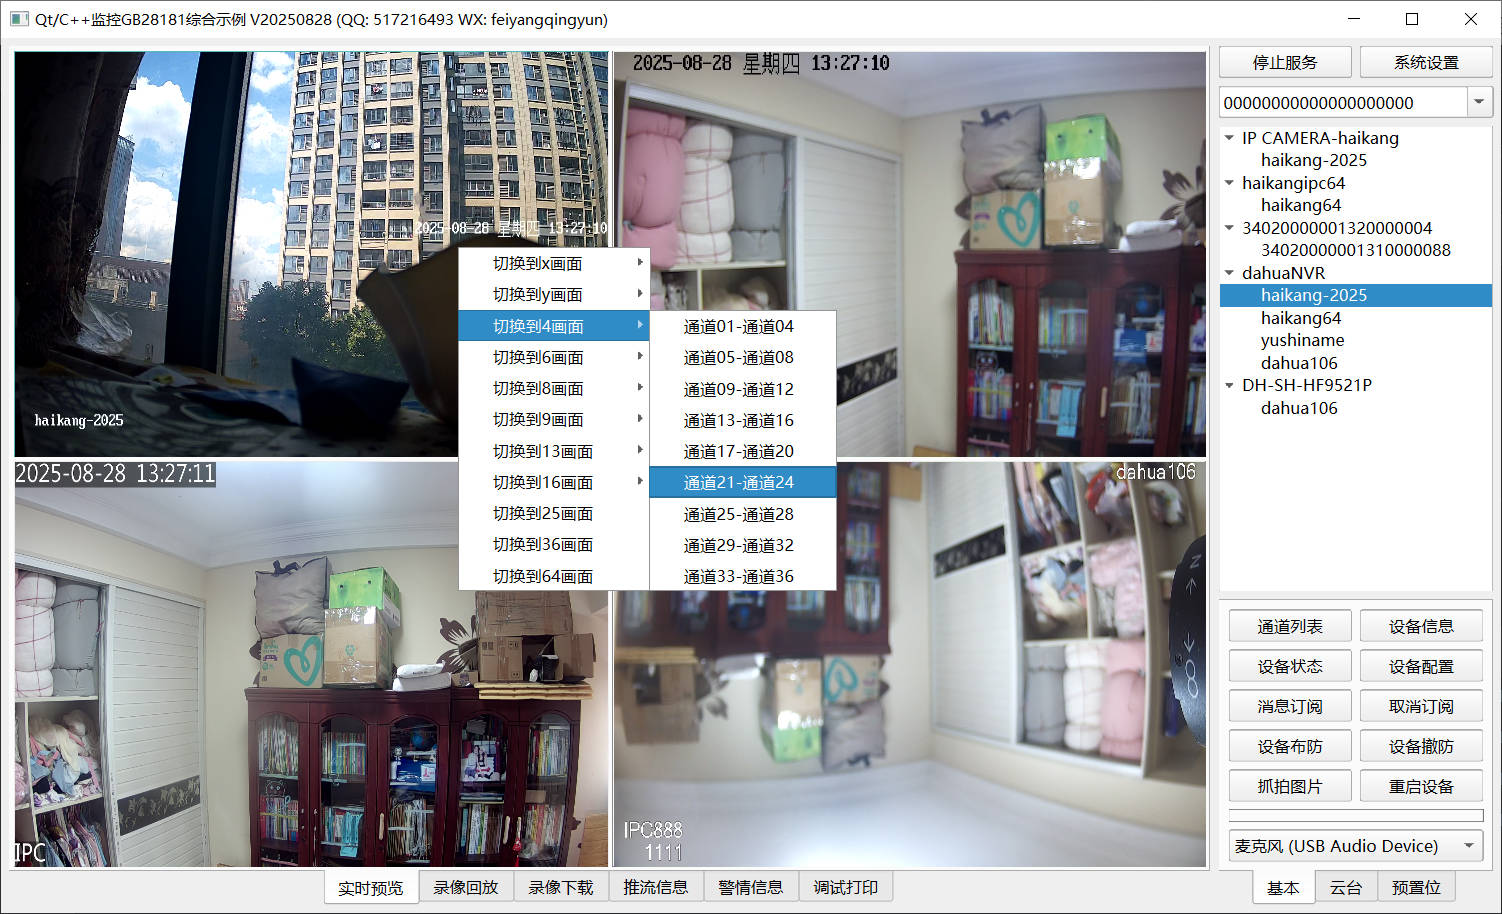 Qt/C++监控GB28181综合示例 V20250828 (QQ: 517216493 WX: feiyangqingyun)
2025-08-28 星期四 13:27:10
haikang-2025
2025-08-28 星期四 13:27:10
2025-08-28 13:27:11
IPC
dahua106
IPC888
1111
切换到x画面
切换到y画面
切换到4画面
切换到6画面
切换到8画面
切换到9画面
切换到13画面
切换到16画面
切换到25画面
切换到36画面
切换到64画面
通道01-通道04
通道05-通道08
通道09-通道12
通道13-通道16
通道17-通道20
通道21-通道24
通道25-通道28
通道29-通道32
通道33-通道36
停止服务 系统设置
00000000000000000000
IP CAMERA-haikang
haikang-2025
haikangipc64
haikang64
34020000001320000004
34020000001310000088
dahuaNVR
haikang-2025
haikang64
yushiname
dahua106
DH-SH-HF9521P
dahua106
通道列表 设备信息
设备状态 设备配置
消息订阅 取消订阅
设备布防 设备撤防
抓拍图片 重启设备
麦克风 (USB Audio Device)
实时预览 录像回放 录像下载 推流信息 警情信息 调试打印
基本 云台 预置位